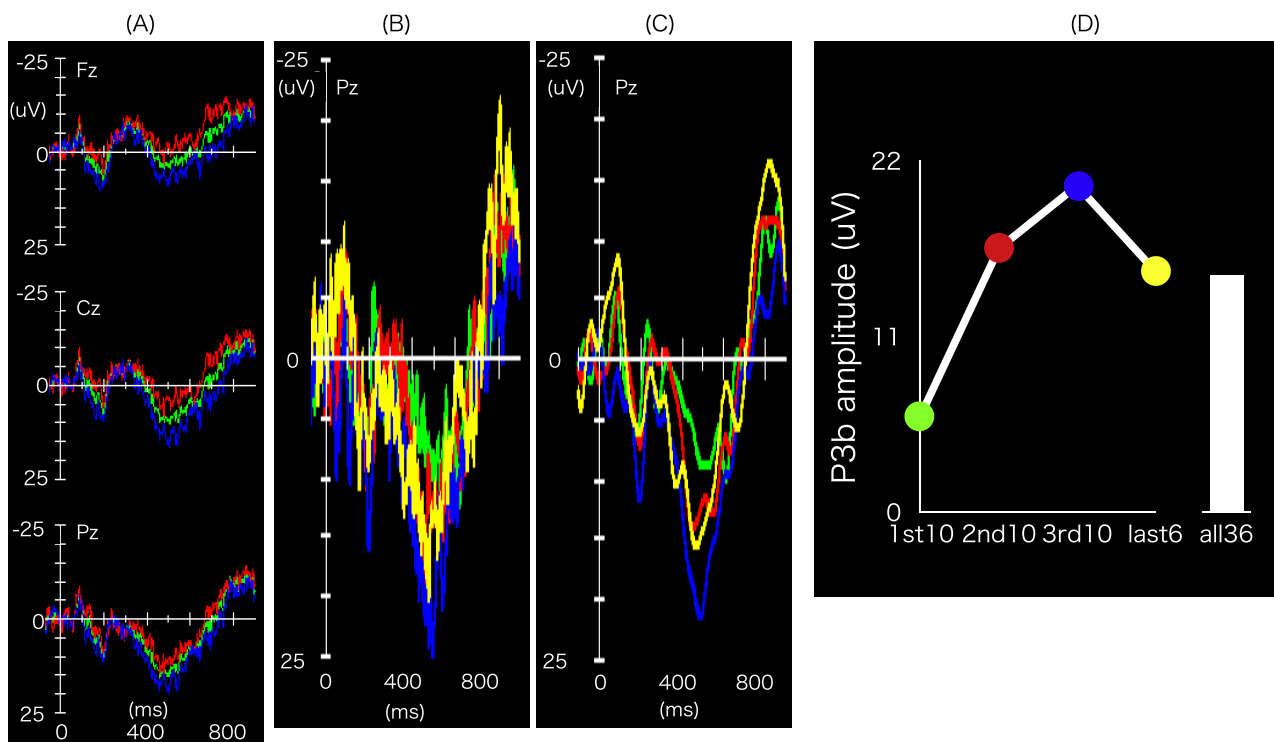 (A)
-25
Fz
(uV)
0
25
-25
Cz
0
25
-25
Pz
0
25
(ms)
0 400 800
(B)
-25
(uV) Pz
0
25
0 400 800
(ms)
(C)
-25
(uV) Pz
0
25
0 400 800
(ms)
(D)
P3b amplitude (uV)
22
11
0
1st10 2nd10 3rd10 last6 all36